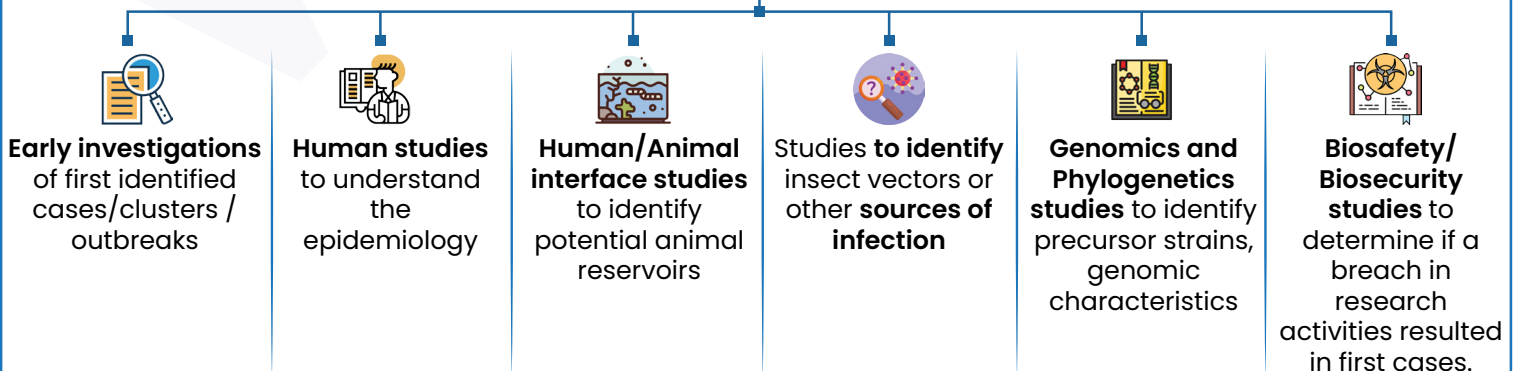 Early investigations
of first identified
cases/clusters /
outbreaks
Human studies
to understand
the
epidemiology
Human/Animal
interface studies
to identify
potential animal
reservoirs
Studies to identify
insect vectors or
other sources of
infection
Genomics and
Phylogenetics
studies to identify
precursor strains,
genomic
characteristics
Biosafety/
Biosecurity
studies to
determine if a
breach in
research
activities resulted
in first cases.
?